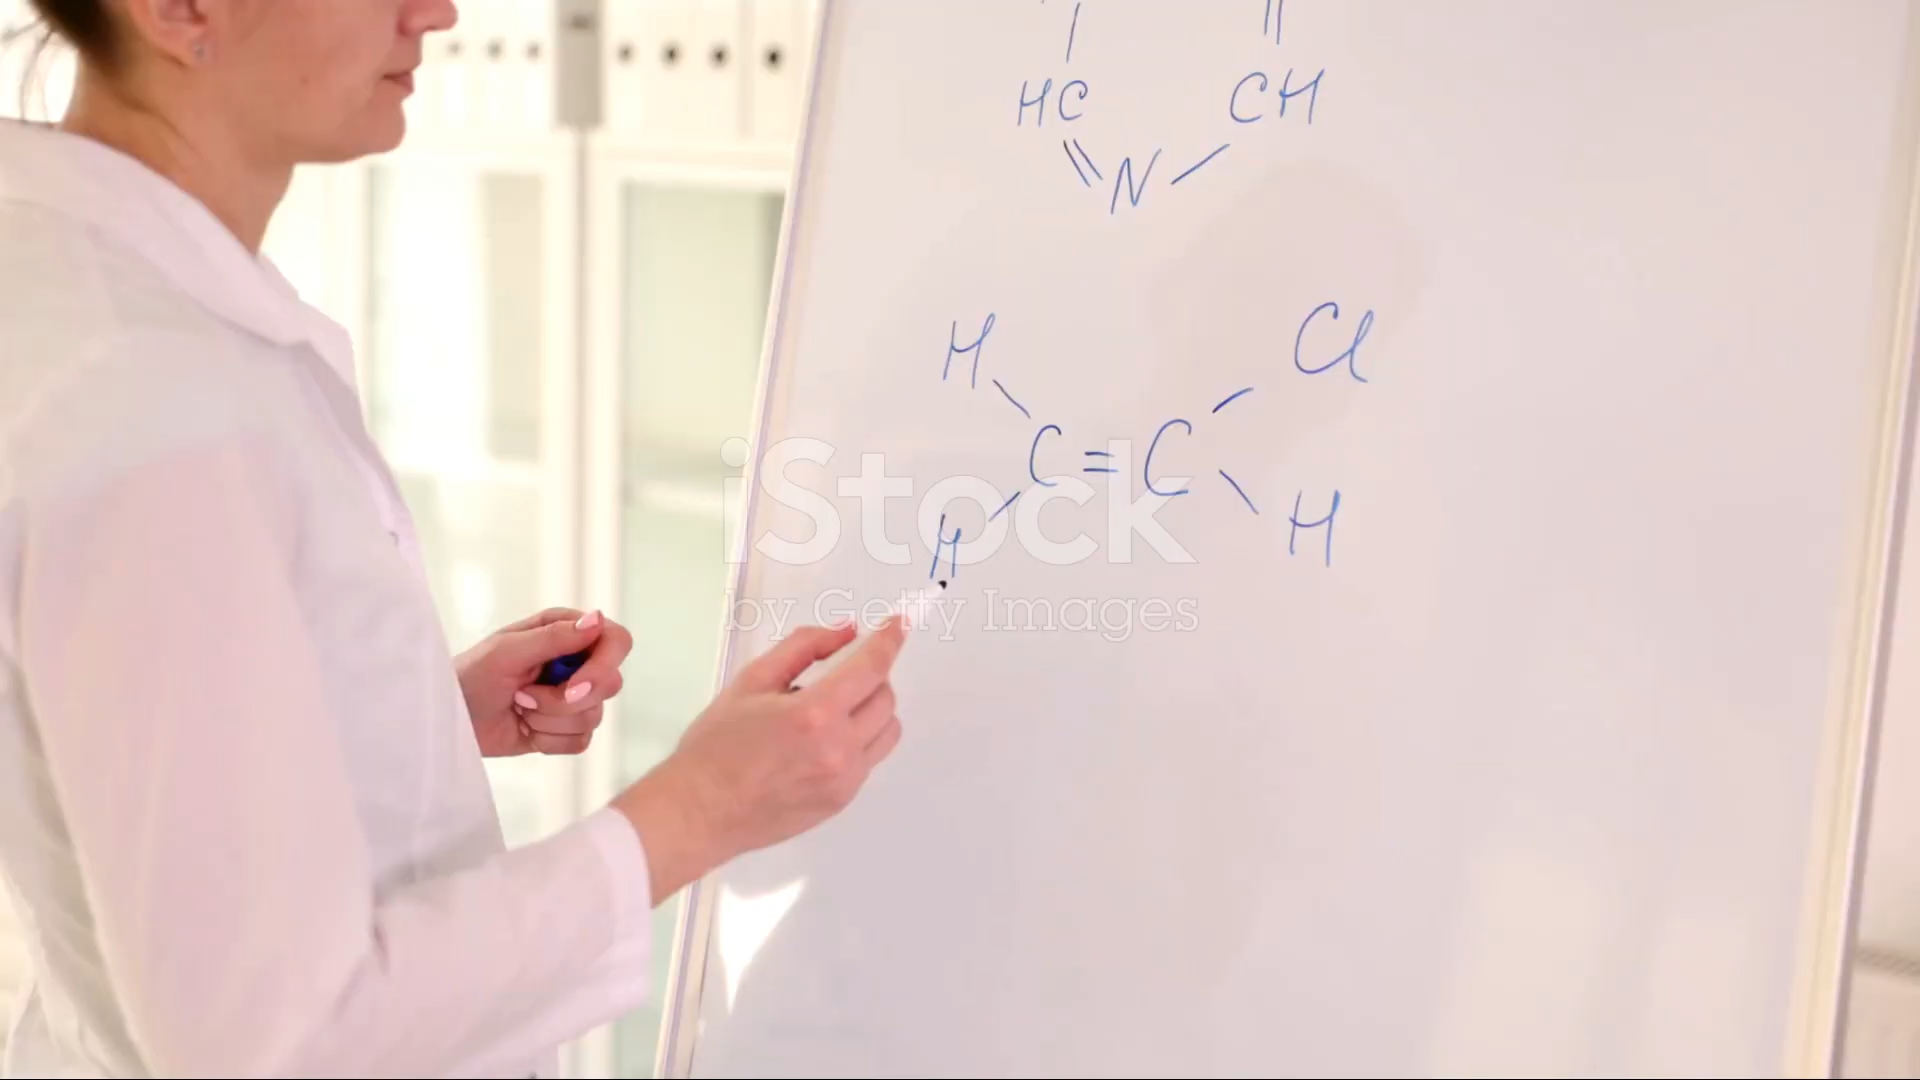 HC CH
N
H Cl
C = C
H H
iStock
by Getty Images